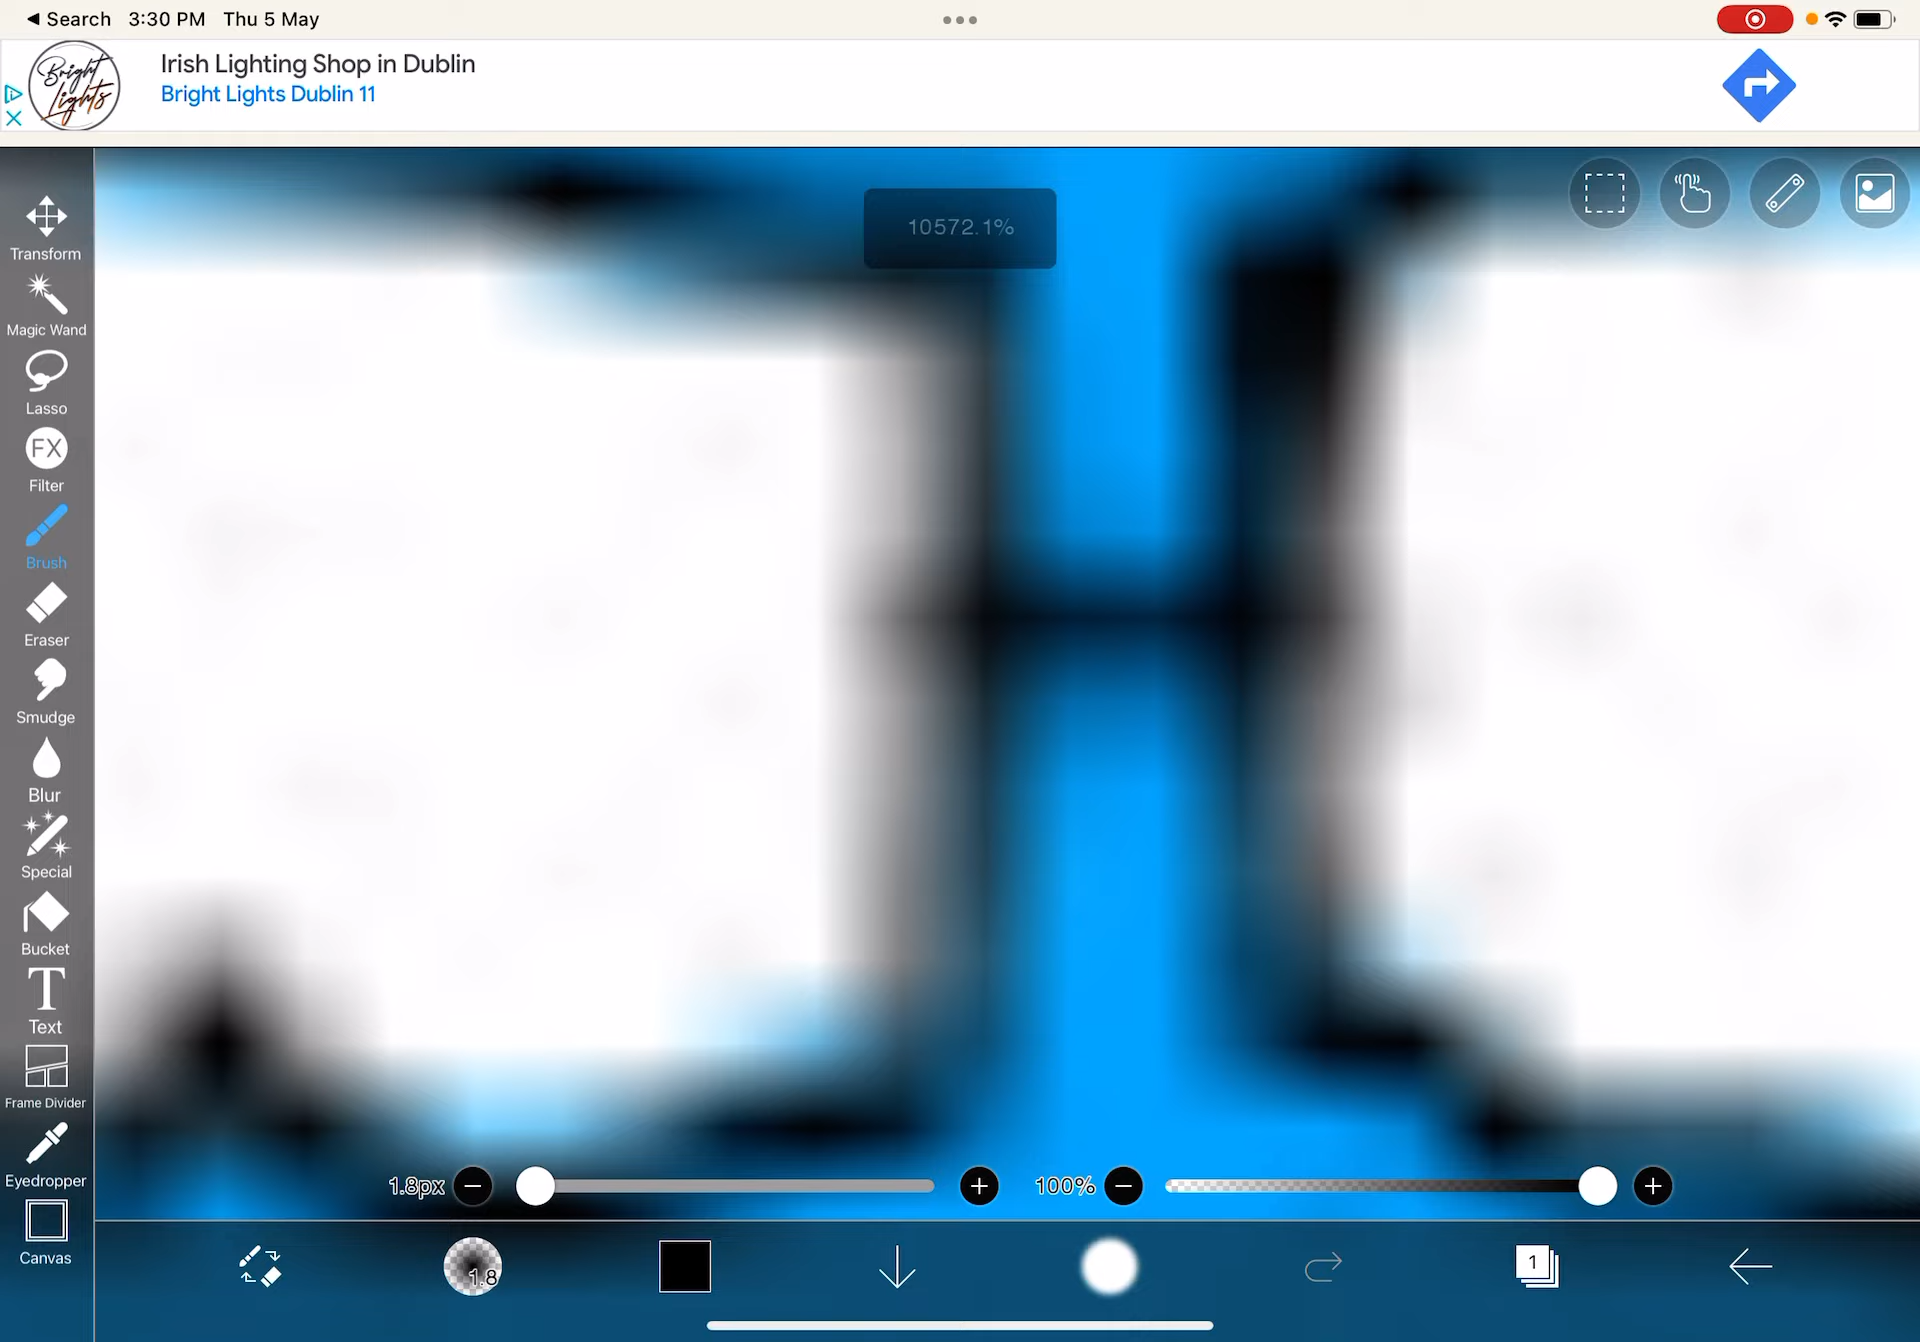 Search 3:30 PM Thu 5 May
Bright
Lights
Irish Lighting Shop in Dublin
Bright Lights Dublin 11
10572.1%
Transform
Magic Wand
Lasso
FX
Filter
Brush
Eraser
Smudge
Blur
Special
Bucket
T
Text
Frame Divider
Eyedropper
Canvas
1.8px
100%
1.8
1